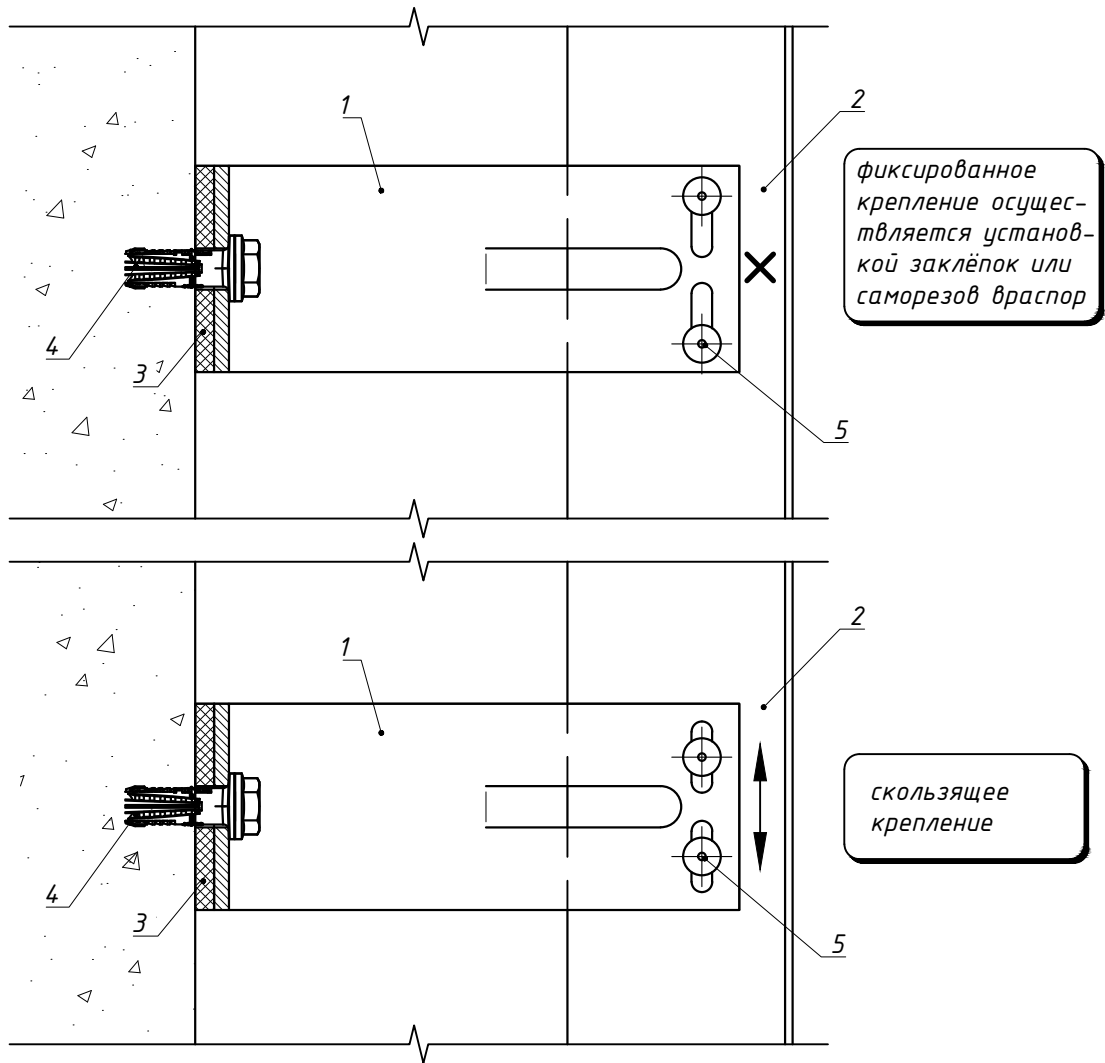 1
2
фиксированное
крепление осущес-
твляется установ-
кой заклёпок или
саморезов враспор
4
3
5
1
2
скользящее
крепление
4
3
5